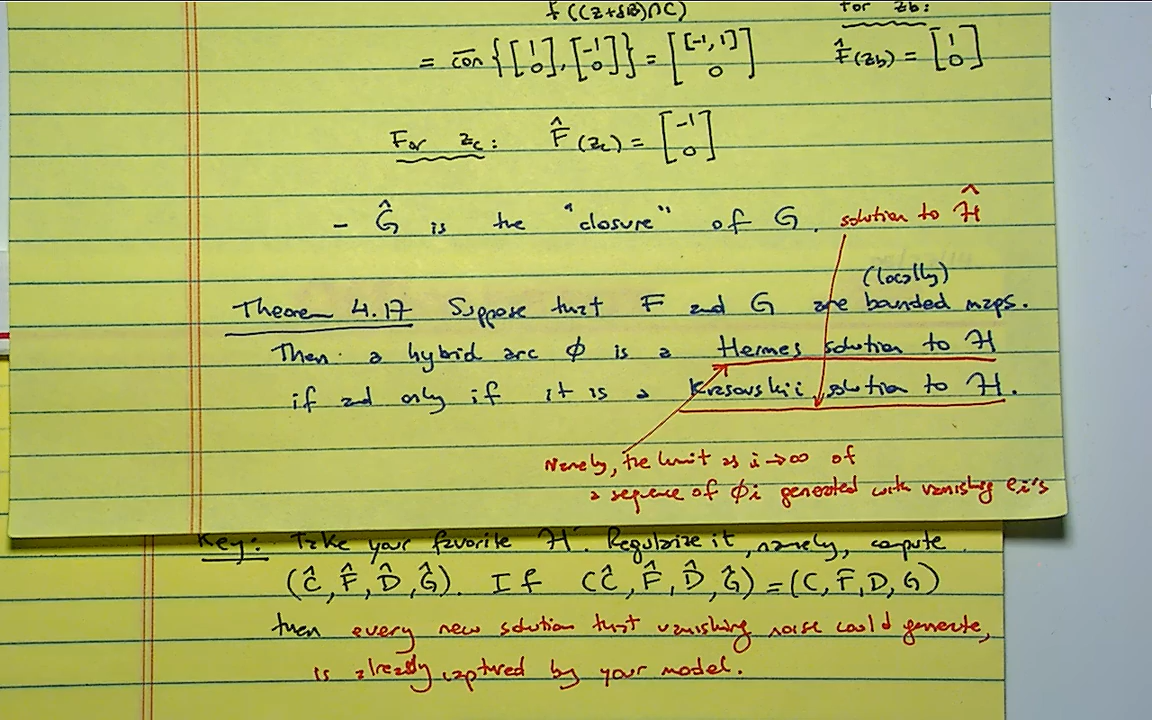 f((z+δB)∩C)
for zb:
= con {[1 0], [-1 0]} = [[-1,1] 0]
F̂(zb) = [1 0]
For zc: F̂(zc) = [-1 0]
- Ĝ is the "closure" of G. solution to Ĥ
(locally)
Theorem 4.17 Suppose that F and G are bounded maps.
Then a hybrid arc φ is a Hermes solution to H
if and only if it is a Krasovskii solution to H.
Namely, the limit as i→∞ of
a sequence of φi generated with vanishing ei's
Key: Take your favorite H. Regularize it, namely, compute
(Ĉ, F̂, D̂, Ĝ). If (Ĉ, F̂, D̂, Ĝ) = (C, F, D, G)
then every new solution that vanishing noise could generate,
is already captured by your model.